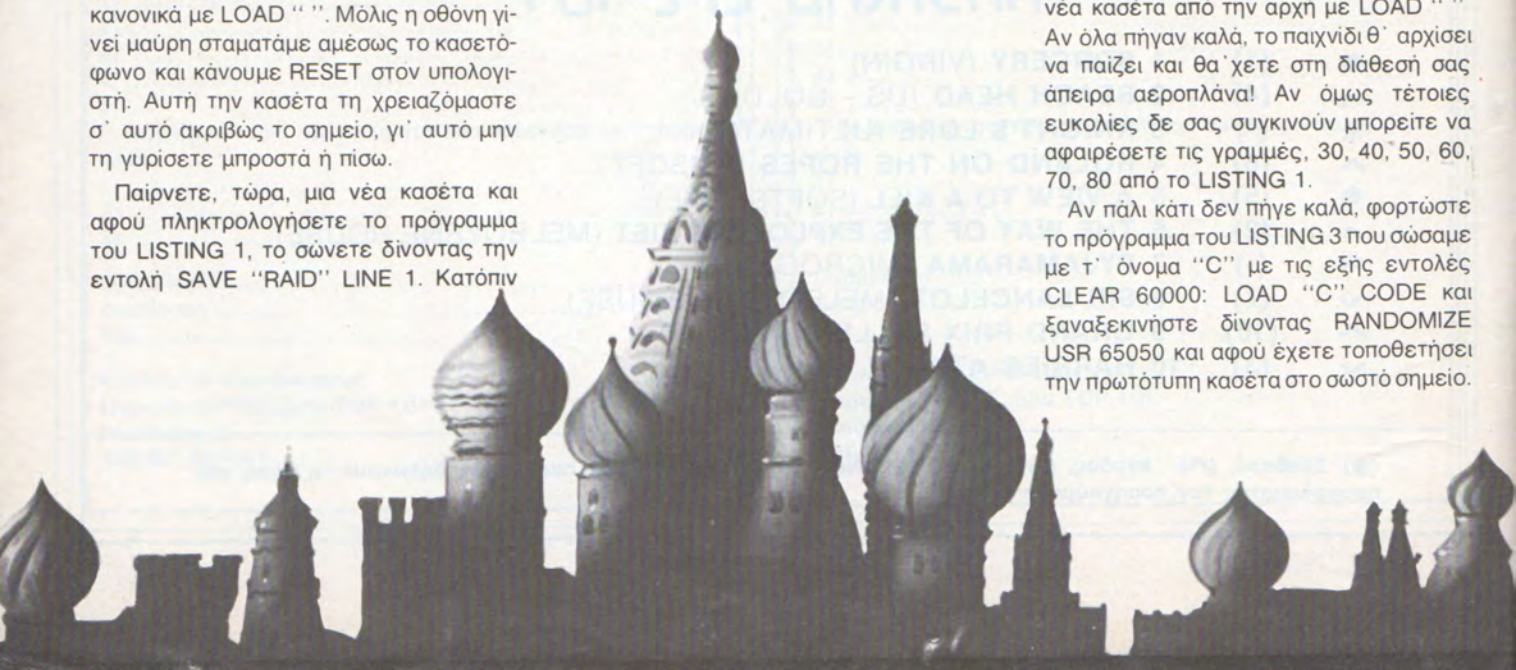 κανονικά με LOAD “ ”. Μόλις η οθόνη γί-
νεί μαύρη σταματάμε αμέσως το κασετό-
φωνο και κάνουμε RESET στον υπολογι-
στή. Αυτή την κασέτα τη χρειαζόμαστε
σ' αυτό ακριβώς το σημείο, γι' αυτό μην
τη γυρίσετε μπροστά ή πίσω.
Παίρνετε, τώρα, μια νέα κασέτα και
αφού πληκτρολογήσετε το πρόγραμμα
του LISTING 1, το σώνετε δίνοντας την
εντολή SAVE “RAID” LINE 1. Κατόπιν
νέα κασέτα από την αρχή με LOAD “ ”.
Αν όλα πήγαν καλά, το παιχνίδι θ' αρχίσει
να παίζει και θα 'χετε στη διάθεσή σας
άπειρα αεροπλάνα! Αν όμως τέτοιες
ευκολίες δε σας συγκινούν μπορείτε να
αφαιρέσετε τις γραμμές, 30, 40, 50, 60,
70, 80 από το LISTING 1.
Αν πάλι κάτι δεν πήγε καλά, φορτώστε
το πρόγραμμα του LISTING 3 που σώσαμε
με τ' όνομα “C” με τις εξής εντολές
CLEAR 60000: LOAD “C” CODE και
ξαναξεκινήστε δίνοντας RANDOMIZE
USR 65050 και αφού έχετε τοποθετήσει
την πρωτότυπη κασέτα στο σωστό σημείο.